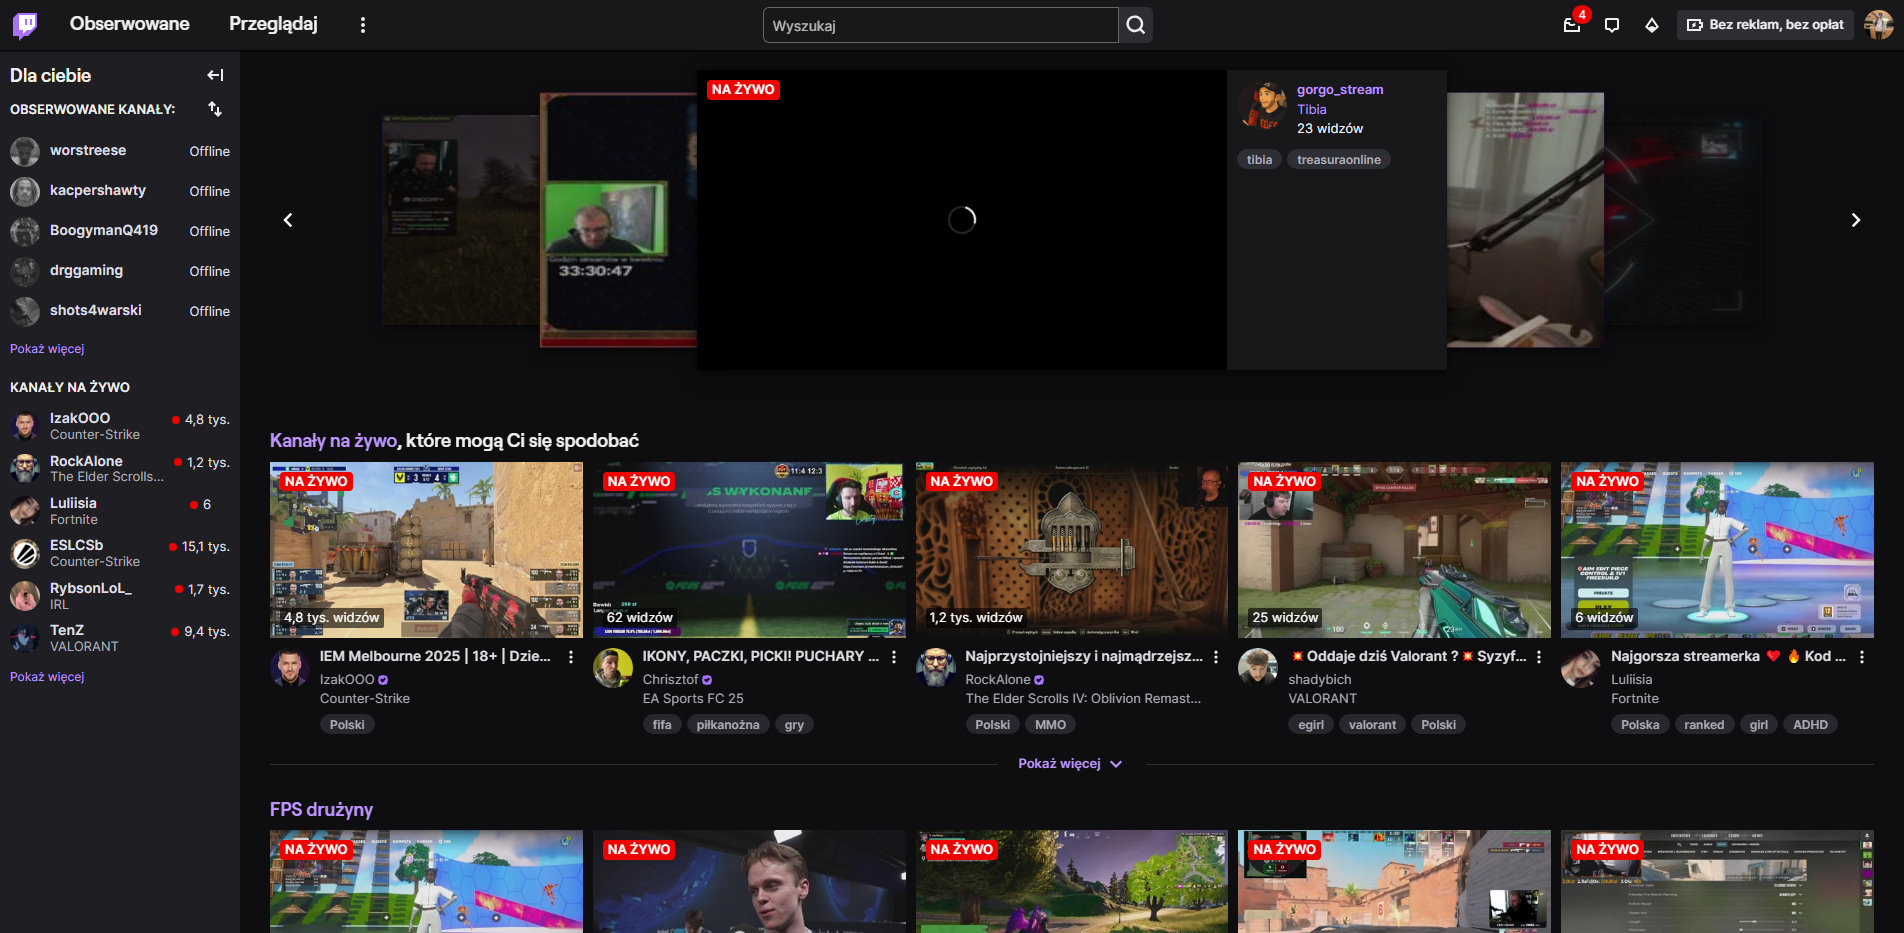 Obserwowane
Przeglądaj
Wyszukaj
4
Bez reklam, bez opłat
Dla ciebie
OBSERWOWANE KANAŁY:
worstreese Offline
kacpershawty Offline
BoogymanQ419 Offline
drggaming Offline
shots4warski Offline
Pokaż więcej
KANAŁY NA ŻYWO
IzakOOO 4,8 tys.
Counter-Strike
RockAlone 1,2 tys.
The Elder Scrolls...
Luliisia 6
Fortnite
ESLCSb 15,1 tys.
Counter-Strike
RybsonLoL_ 1,7 tys.
IRL
TenZ 9,4 tys.
VALORANT
Pokaż więcej
33:30:47
NA ŻYWO
gorgo_stream
Tibia
23 widzów
tibia treasuraonline
Kanały na żywo, które mogą Ci się spodobać
NA ŻYWO
4,8 tys. widzów
IEM Melbourne 2025 | 18+ | Dzie...
IzakOOO
Counter-Strike
Polski
NA ŻYWO
11:4 12:3
62 widzów
IKONY, PACZKI, PICKI! PUCHARY ...
Chrisztof
EA Sports FC 25
fifa piłkanożna gry
NA ŻYWO
1,2 tys. widzów
Najprzystojniejszy i najmądrzejsz...
RockAlone
The Elder Scrolls IV: Oblivion Remast...
Polski MMO
NA ŻYWO
25 widzów
💥Oddaje dziś Valorant ?💥 Syzyf...
shadybich
VALORANT
egirl valorant Polski
NA ŻYWO
PRIVATE
PLAY
6 widzów
Najgorsza streamerka ❤️ 🔥 Kod ...
Luliisia
Fortnite
Polska ranked girl ADHD
Pokaż więcej
FPS drużyny
NA ŻYWO
NA ŻYWO
NA ŻYWO
NA ŻYWO
NA ŻYWO